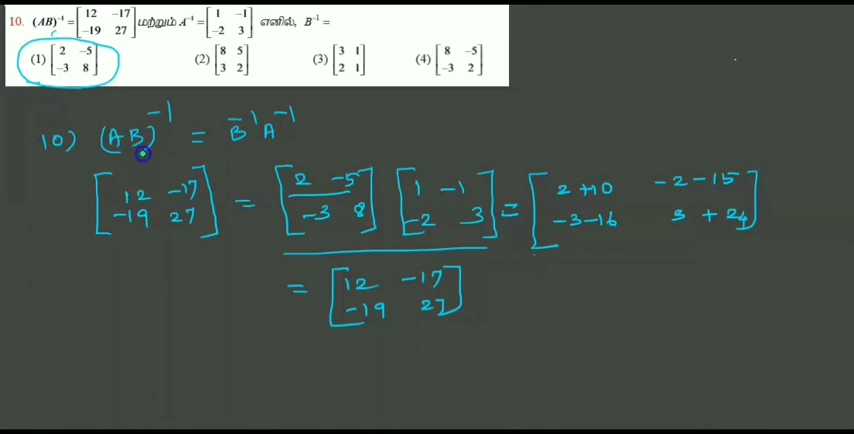 10. (AB)⁻¹ = [12 -17; -19 27] மற்றும் A⁻¹ = [1 -1; -2 3] எனில், B⁻¹ =
(1) [2 -5; -3 8] (2) [8 5; 3 2] (3) [3 1; 2 1] (4) [8 -5; -3 2]
10) (AB)⁻¹ = B⁻¹ A⁻¹
[12 -17; -19 27] = [2 -5; -3 8] [1 -1; -2 3] = [2+10 -2-15; -3-16 3+24]
= [12 -17; -19 27]